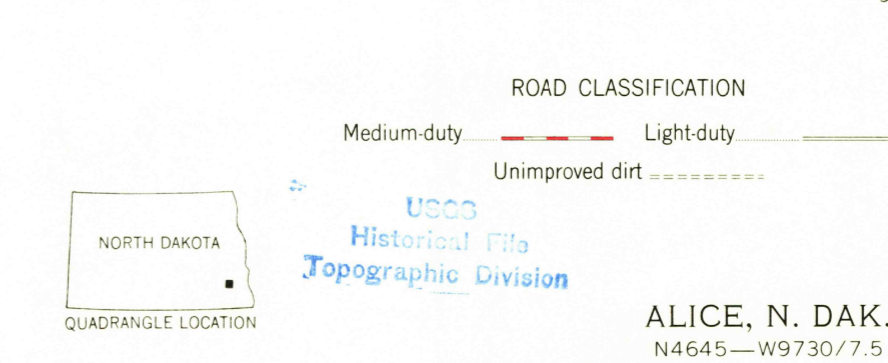 ROAD CLASSIFICATION
Medium-duty Light-duty
Unimproved dirt
USGS
Historical File
Topographic Division
NORTH DAKOTA
QUADRANGLE LOCATION
ALICE, N. DAK.
N4645—W9730/7.5